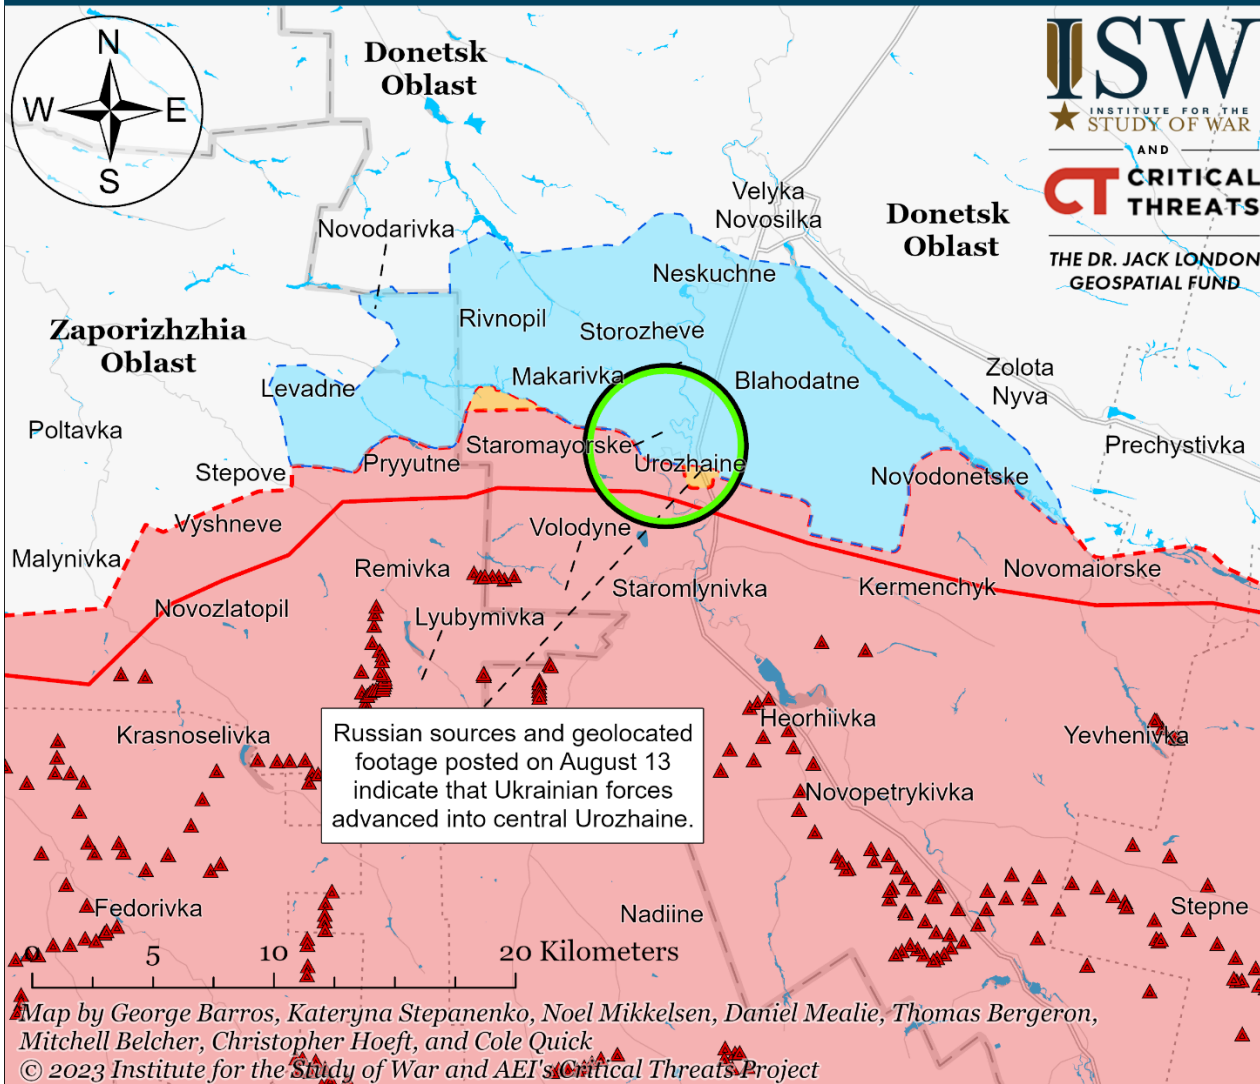 N
W E
S
Donetsk
Oblast
ISW
INSTITUTE FOR THE
STUDY OF WAR
AND
CT CRITICAL
THREATS
THE DR. JACK LONDON
GEOSPATIAL FUND
Velyka
Novosilka
Donetsk
Oblast
Novodarivka
Neskuchne
Rivnopil
Storozheve
Zaporizhzhia
Oblast
Levadne
Makarivka
Blahodatne
Zolota
Nyva
Poltavka
Staromayorske
Prechystivka
Stepove
Pryyutne
Urozhaine
Novodonetske
Vyshneve
Volodyne
Malynivka
Remivka
Staromlynivka
Kermenchyk
Novomaiorske
Novozlatopil
Lyubymivka
Krasnoselivka
Heorhiivka
Yevhenivka
Russian sources and geolocated
footage posted on August 13
indicate that Ukrainian forces
advanced into central Urozhaine.
Novopetrykivka
Fedorivka
Nadiine
Stepne
0 5 10 20 Kilometers
Map by George Barros, Kateryna Stepanenko, Noel Mikkelsen, Daniel Mealie, Thomas Bergeron,
Mitchell Belcher, Christopher Hoeft, and Cole Quick
© 2023 Institute for the Study of War and AEI's Critical Threats Project